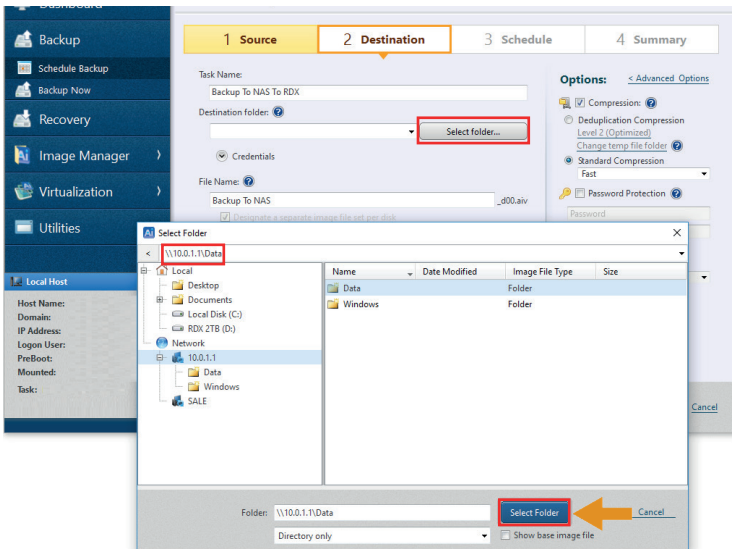 Dashboard
Backup
Schedule Backup
Backup Now
Recovery
Image Manager
Virtualization
Utilities
Local Host
Host Name:
Domain:
IP Address:
Logon User:
PreBoot:
Mounted:
Task:
1 Source
2 Destination
3 Schedule
4 Summary
Task Name:
Backup To NAS To RDX
Destination folder:
Select folder...
Credentials
File Name:
Backup To NAS
_d00.aiv
Designate a separate image file set per disk
Options:
< Advanced Options
Compression:
Deduplication Compression
Level 2 (Optimized)
Change temp file folder
Standard Compression
Fast
Password Protection
Password
Cancel
Ai Select Folder
< \\10.0.1.1\Data
Local
Desktop
Documents
Local Disk (C:)
RDX 2TB (D:)
Network
10.0.1.1
Data
Windows
SALE
Name Date Modified Image File Type Size
Data Folder
Windows Folder
Folder: \\10.0.1.1\Data
Select Folder
Cancel
Directory only
Show base image file